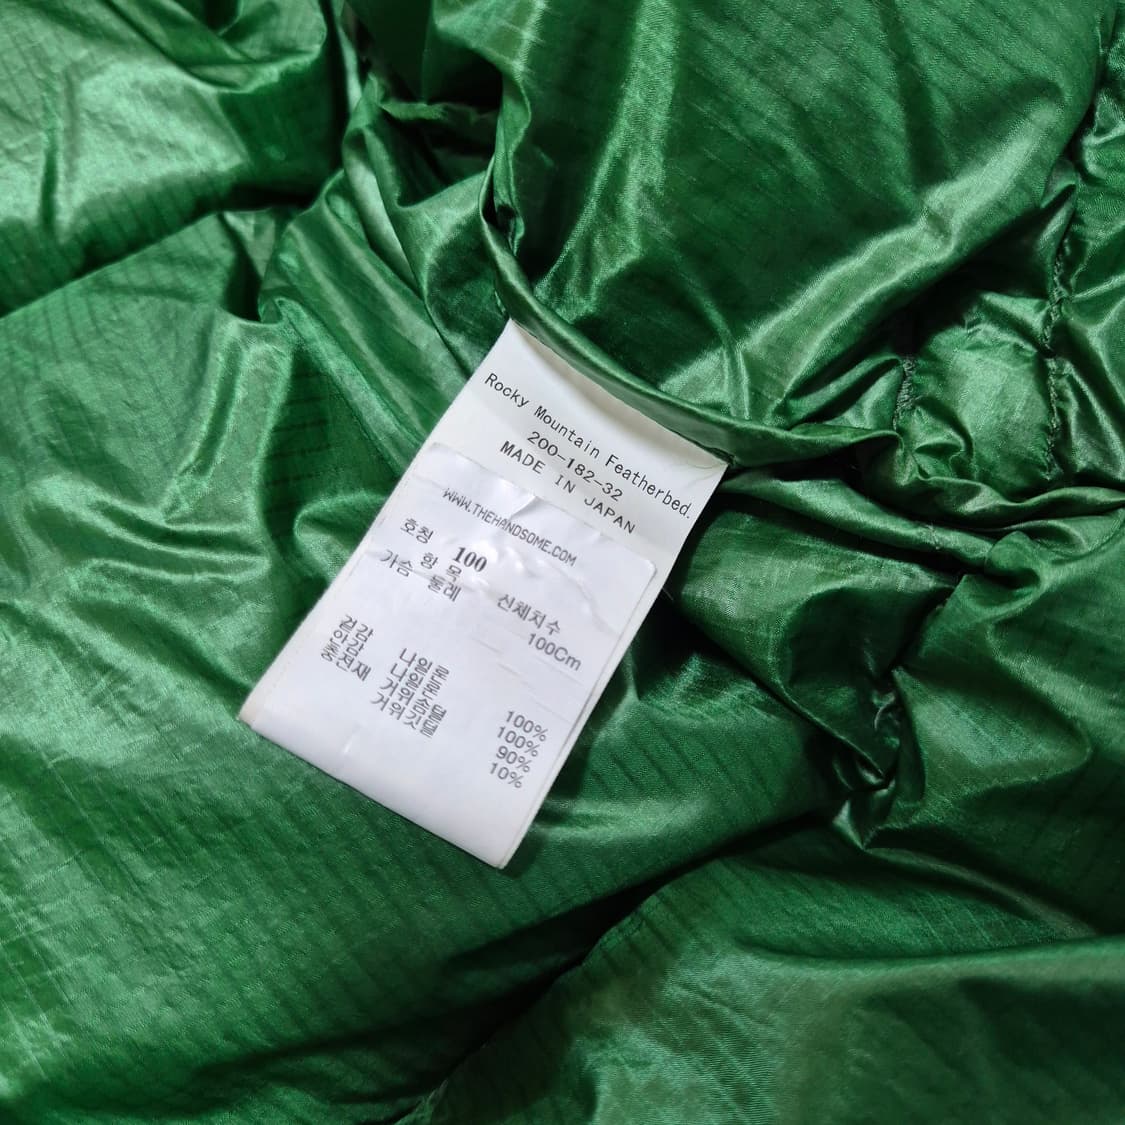 Rocky Mountain Featherbed.
200-182-32
MADE IN JAPAN
WWW.THEHANDSOME.COM
호칭 100
항목 신체치수
가슴 둘레 100Cm
겉감 나일론 100%
안감 나일론 100%
충전재 거위솜털 90%
거위깃털 10%